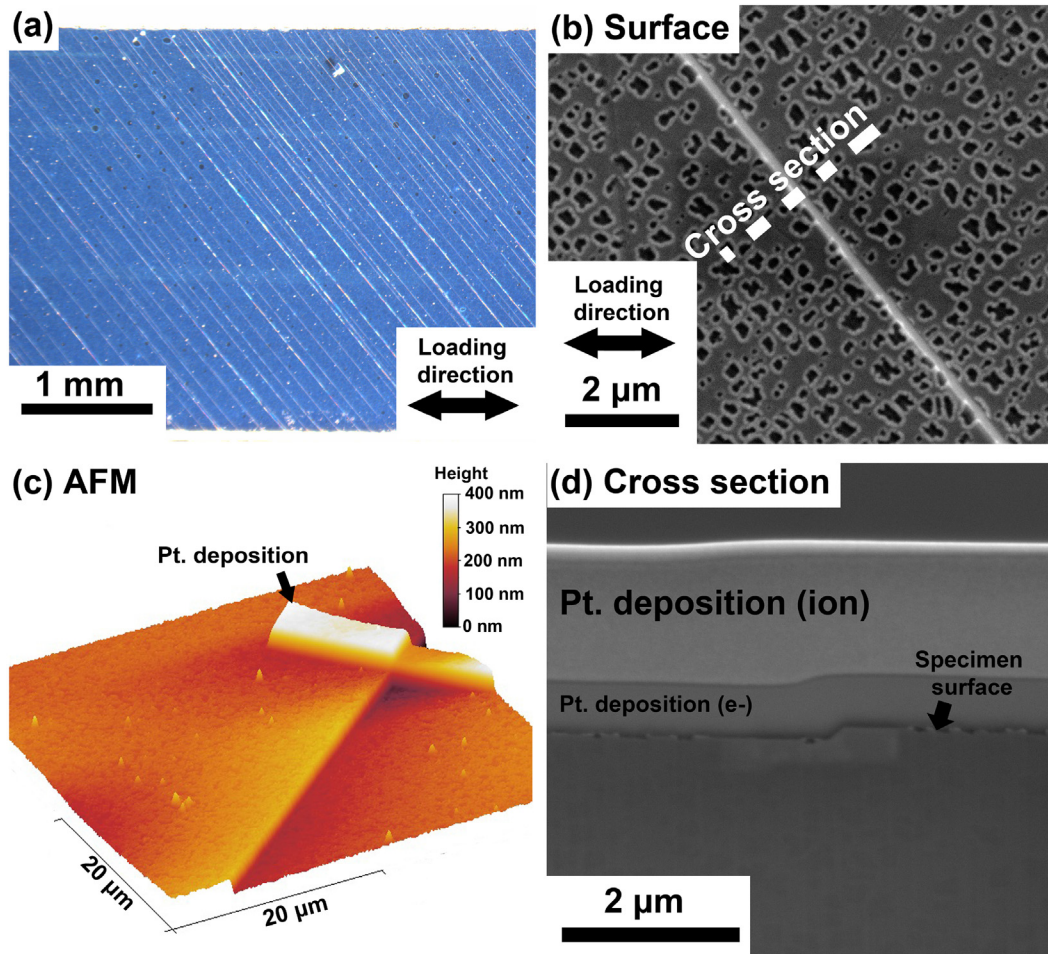 (a)
1 mm
Loading
direction
(b) Surface
Cross section
Loading
direction
2 µm
(c) AFM
Height
400 nm
300 nm
200 nm
100 nm
0 nm
Pt. deposition
20 µm
20 µm
(d) Cross section
Pt. deposition (ion)
Specimen
surface
Pt. deposition (e-)
2 µm